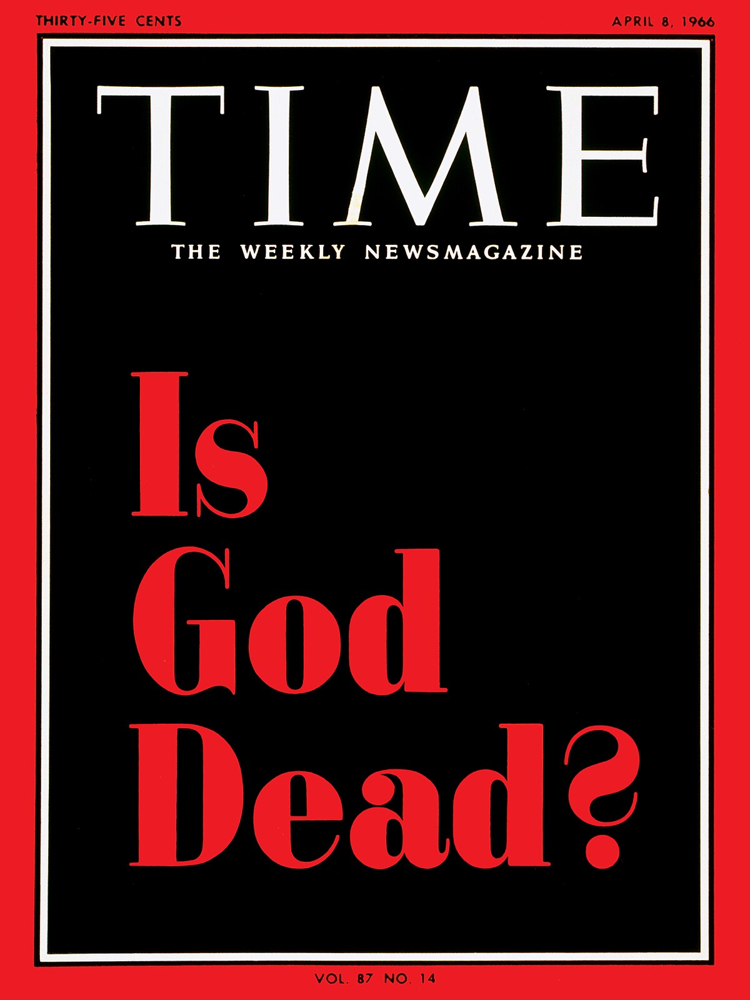 THIRTY-FIVE CENTS APRIL 8, 1966
TIME
THE WEEKLY NEWSMAGAZINE
Is
God
Dead?
VOL. 87 NO. 14